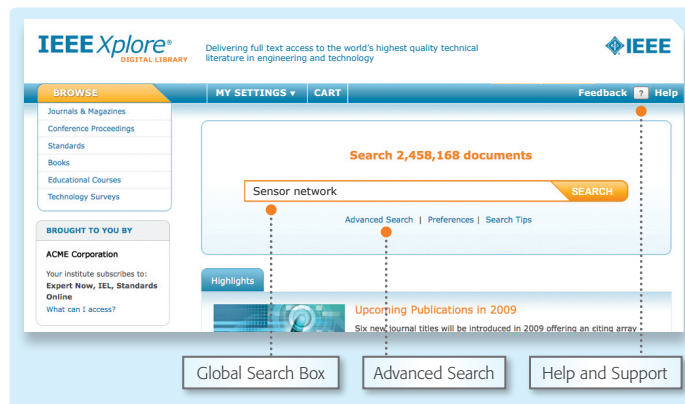 IEEE Xplore®
DIGITAL LIBRARY
Delivering full text access to the world's highest quality technical
literature in engineering and technology
IEEE
BROWSE
MY SETTINGS ▼ CART
Feedback ? Help
Journals & Magazines
Conference Proceedings
Standards
Books
Educational Courses
Technology Surveys
Search 2,458,168 documents
Sensor network
SEARCH
Advanced Search | Preferences | Search Tips
BROUGHT TO YOU BY
ACME Corporation
Your institute subscribes to:
Expert Now, IEL, Standards
Online
What can I access?
Highlights
Upcoming Publications in 2009
Six new journal titles will be introduced in 2009 offering an citing array
Global Search Box
Advanced Search
Help and Support